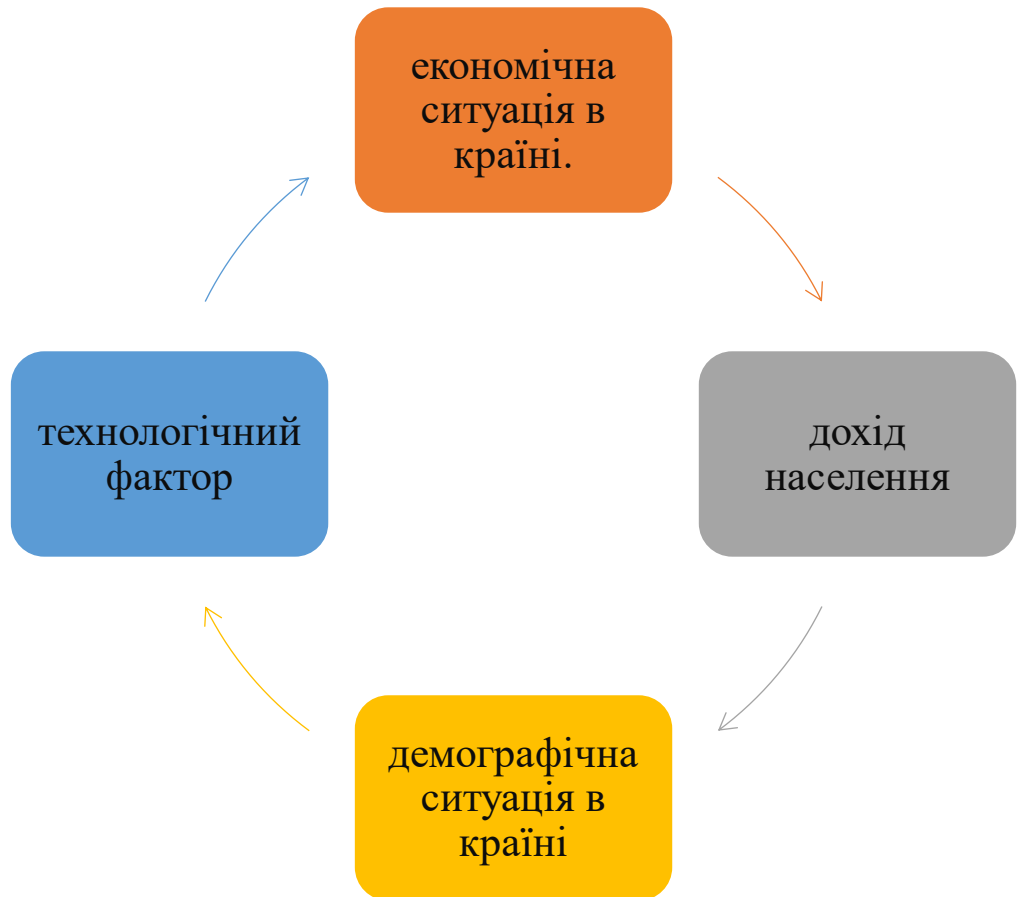 економічна
ситуація в
країні.
технологічний
фактор
дохід
населення
демографічна
ситуація в
країні